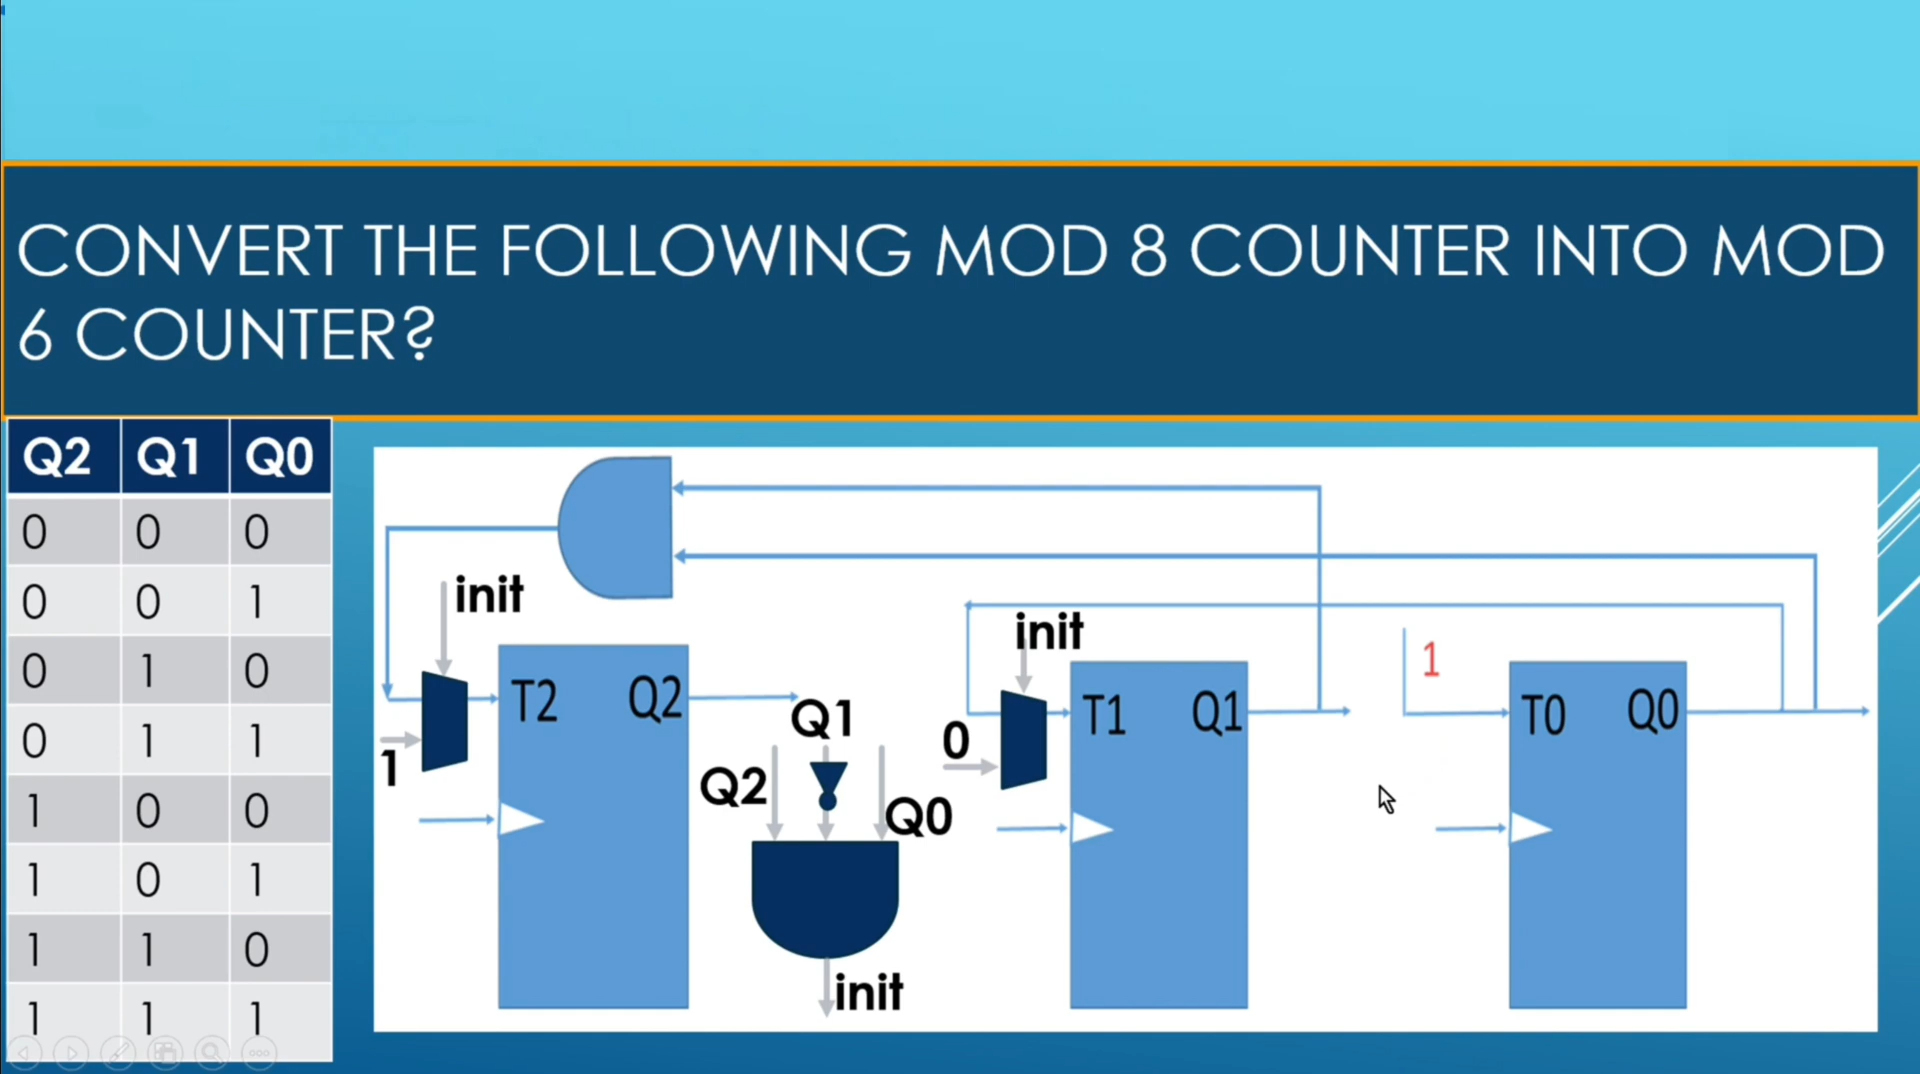 CONVERT THE FOLLOWING MOD 8 COUNTER INTO MOD
6 COUNTER?
Q2 Q1 Q0
0 0 0
0 0 1
0 1 0
0 1 1
1 0 0
1 0 1
1 1 0
1 1 1
init
1
T2 Q2
Q2
Q1
Q0
init
init
0
T1 Q1
1
T0 Q0